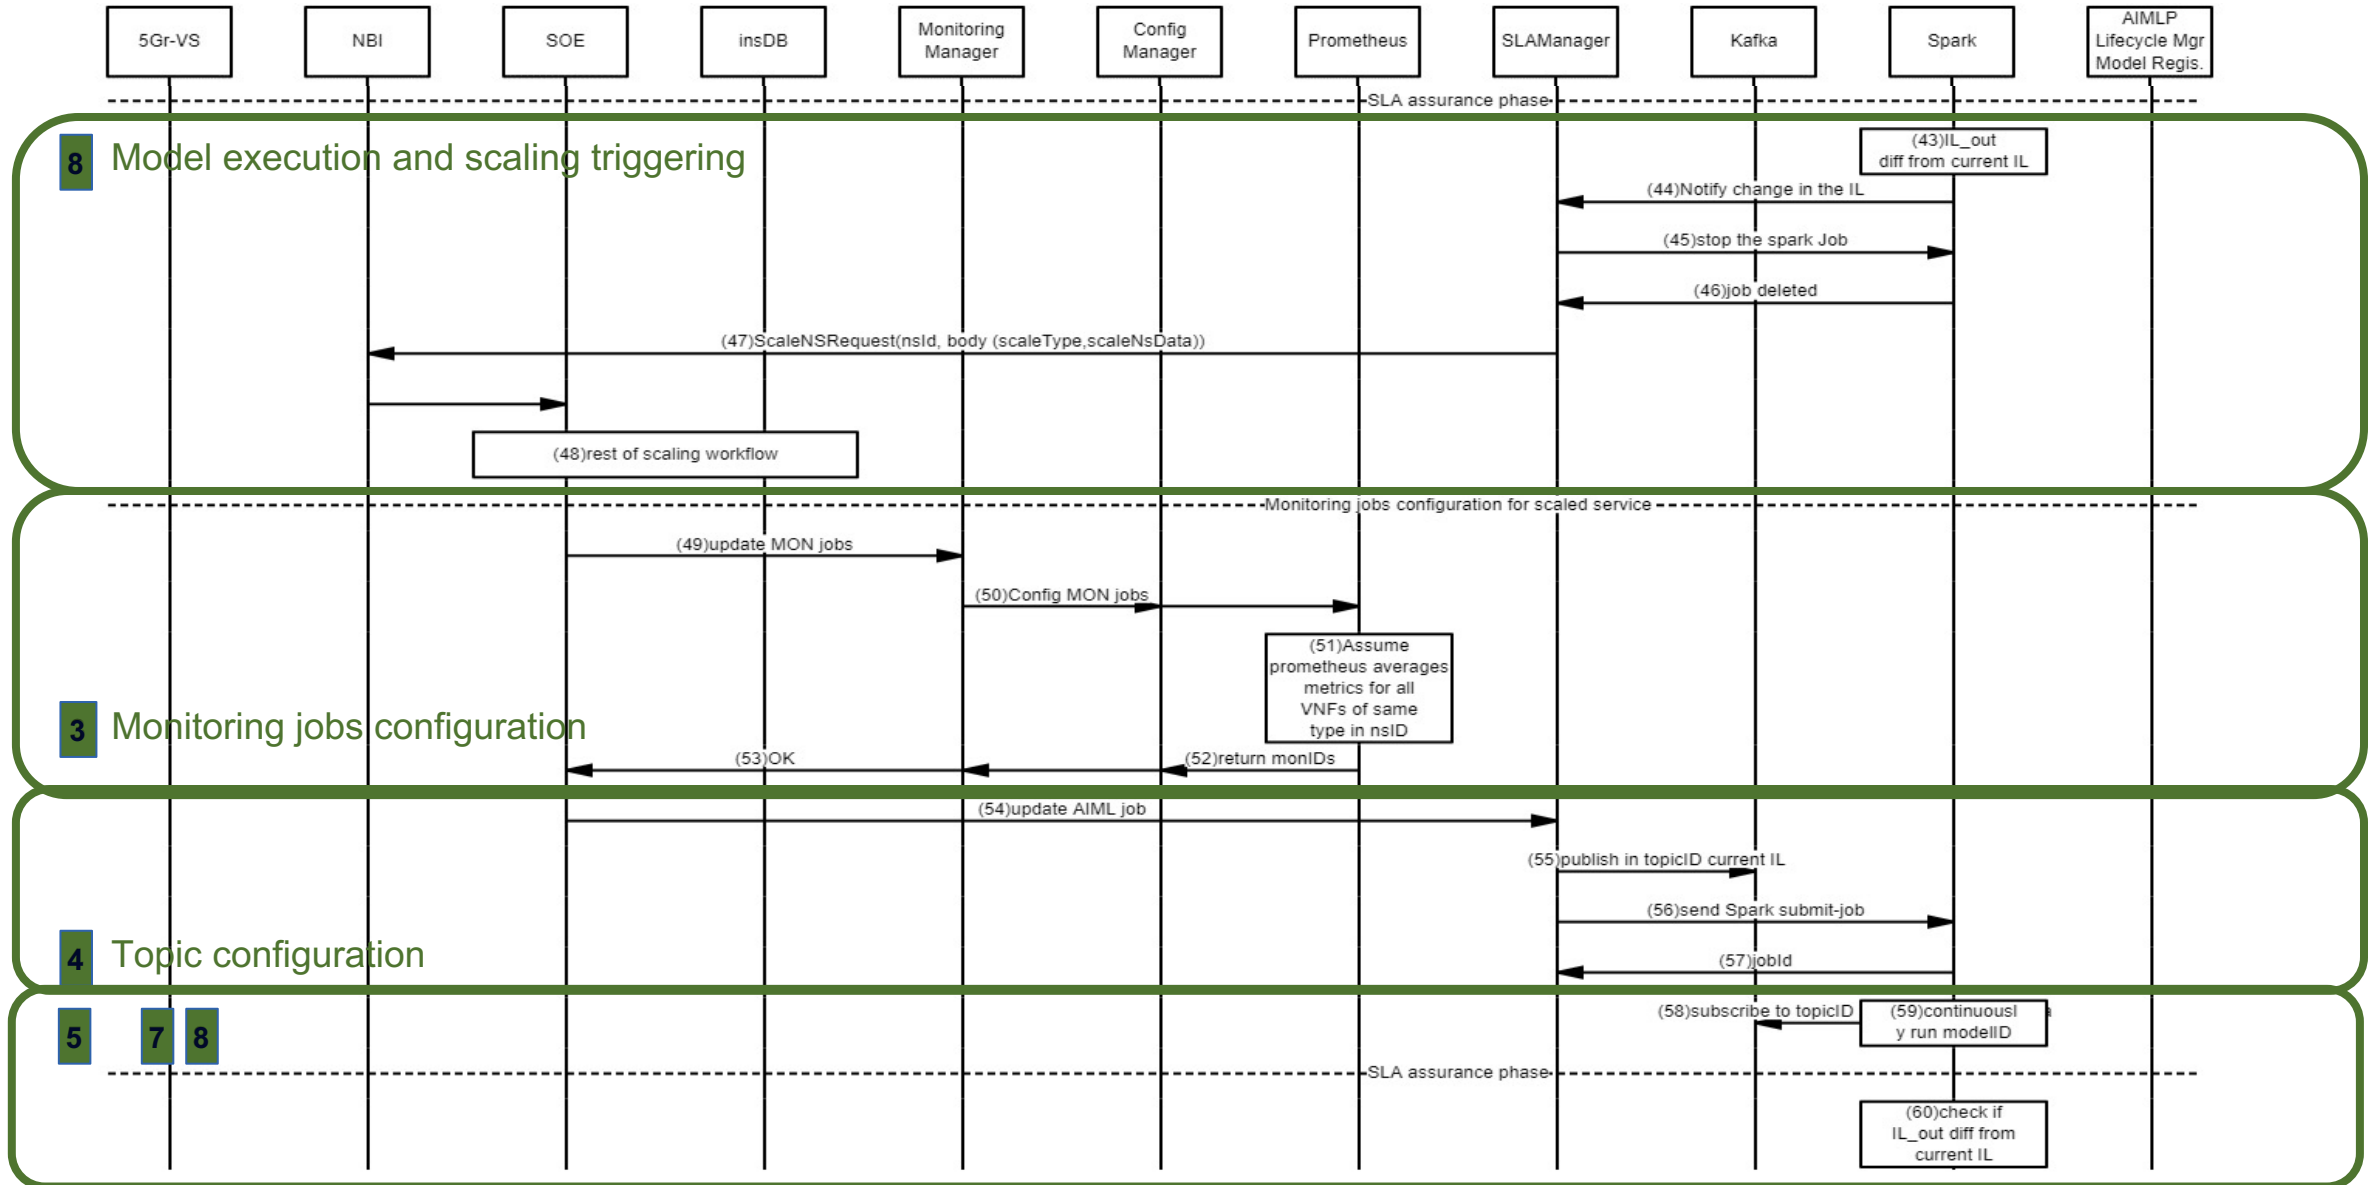 5Gr-VS
NBI
SOE
insDB
Monitoring
Manager
Config
Manager
Prometheus
SLAManager
Kafka
Spark
AIMLP
Lifecycle Mgr
Model Regis.
SLA assurance phase
8 Model execution and scaling triggering
(43)IL_out
diff from current IL
(44)Notify change in the IL
(45)stop the spark Job
(46)job deleted
(47)ScaleNSRequest(nsId, body (scaleType,scaleNsData))
(48)rest of scaling workflow
Monitoring jobs configuration for scaled service
(49)update MON jobs
(50)Config MON jobs
(51)Assume
prometheus averages
metrics for all
VNFs of same
type in nsID
3 Monitoring jobs configuration
(53)OK
(52)return monIDs
(54)update AIML job
(55)publish in topicID current IL
(56)send Spark submit-job
4 Topic configuration
(57)jobId
(58)subscribe to topicID
(59)continuousl
y run modelID
5 7 8
SLA assurance phase
(60)check if
IL_out diff from
current IL